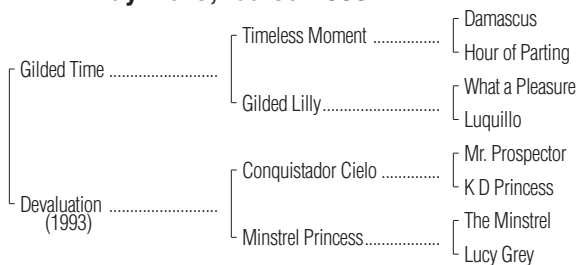 Damascus
Timeless Moment ...............
Hour of Parting
Gilded Time ........................
What a Pleasure
Gilded Lilly..........................
Luquillo
Mr. Prospector
Conquistador Cielo .............
K D Princess
Devaluation ........................
(1993)
The Minstrel
Minstrel Princess.................
Lucy Grey